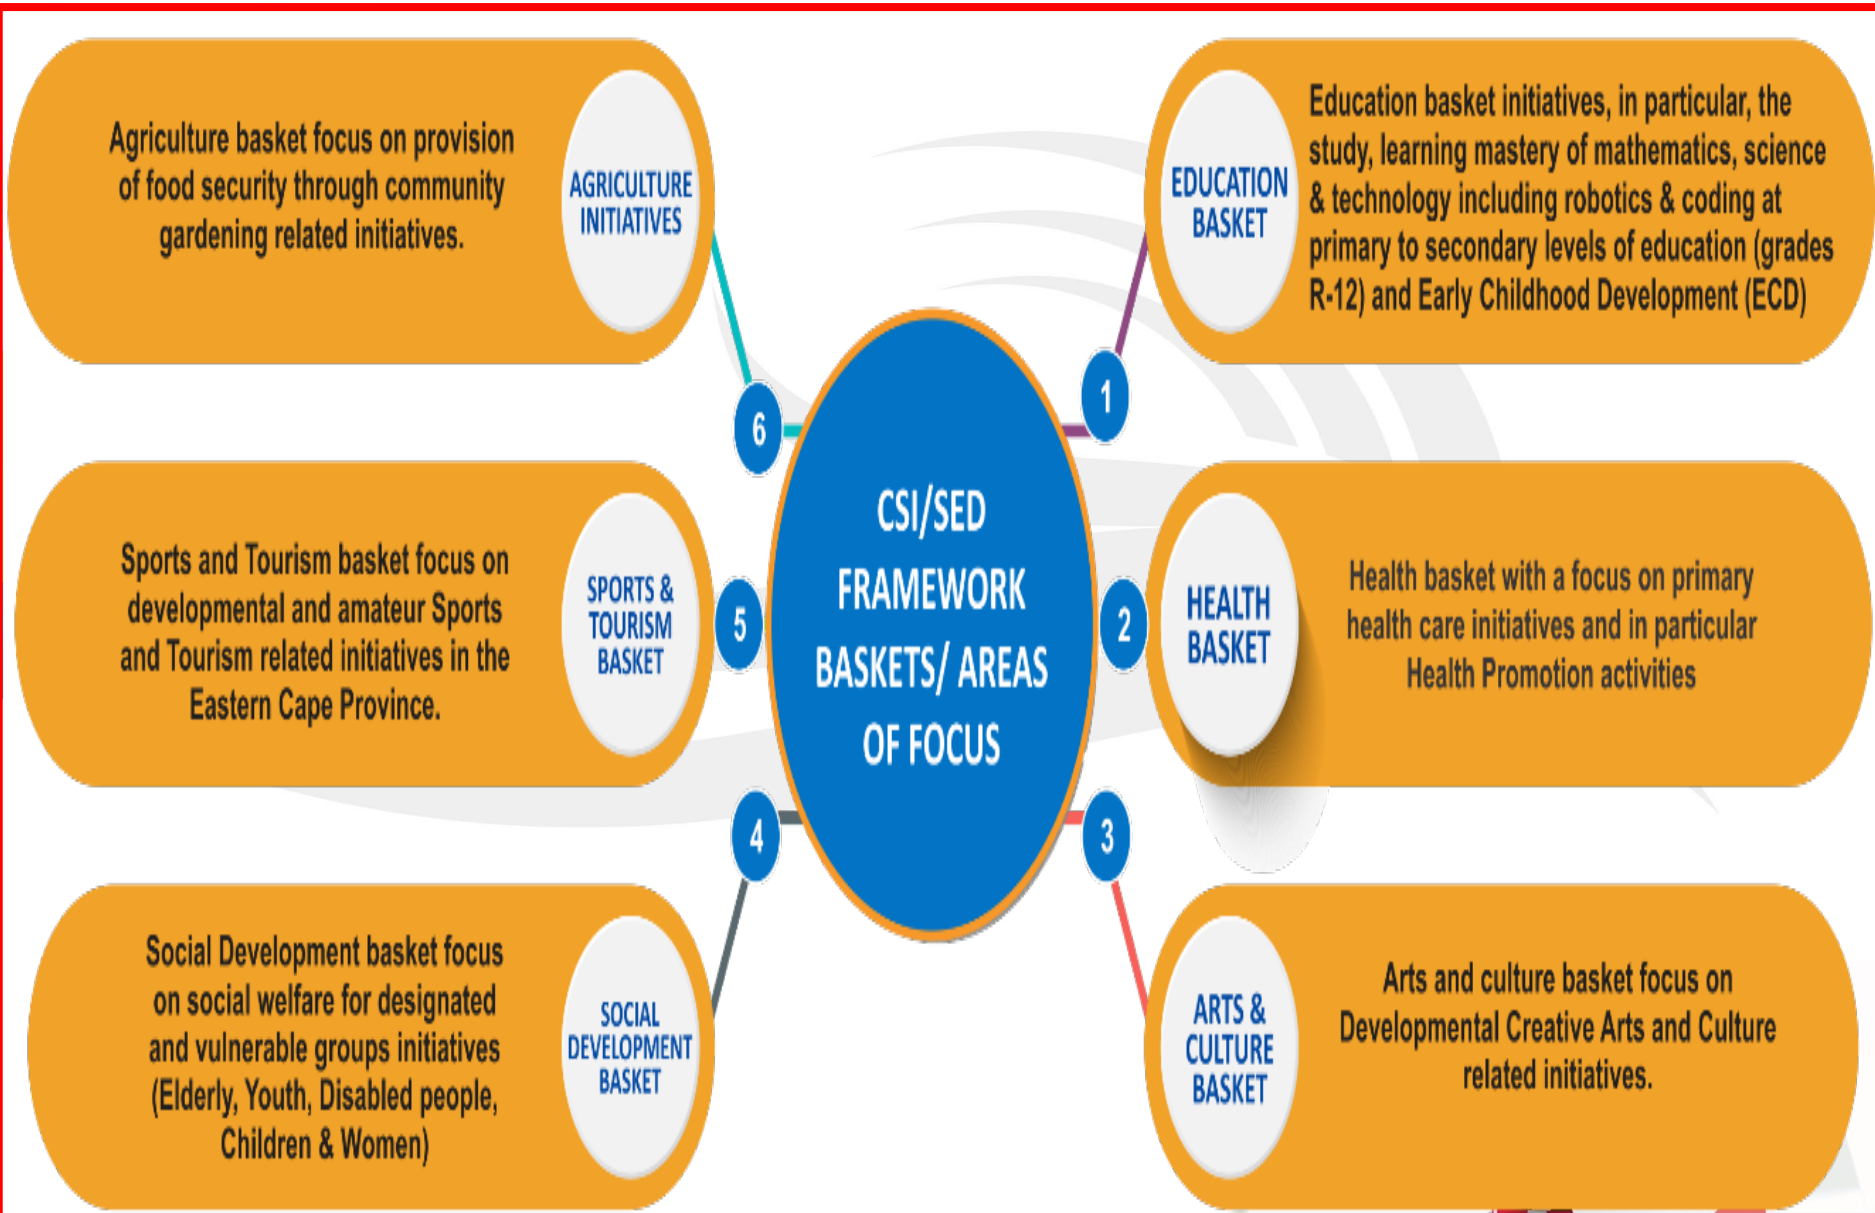 CSI/SED
FRAMEWORK
BASKETS/ AREAS
OF FOCUS
1
EDUCATION
BASKET
Education basket initiatives, in particular, the
study, learning mastery of mathematics, science
& technology including robotics & coding at
primary to secondary levels of education (grades
R-12) and Early Childhood Development (ECD)
2
HEALTH
BASKET
Health basket with a focus on primary
health care initiatives and in particular
Health Promotion activities
3
ARTS &
CULTURE
BASKET
Arts and culture basket focus on
Developmental Creative Arts and Culture
related initiatives.
4
SOCIAL
DEVELOPMENT
BASKET
Social Development basket focus
on social welfare for designated
and vulnerable groups initiatives
(Elderly, Youth, Disabled people,
Children & Women)
5
SPORTS &
TOURISM
BASKET
Sports and Tourism basket focus on
developmental and amateur Sports
and Tourism related initiatives in the
Eastern Cape Province.
6
AGRICULTURE
INITIATIVES
Agriculture basket focus on provision
of food security through community
gardening related initiatives.